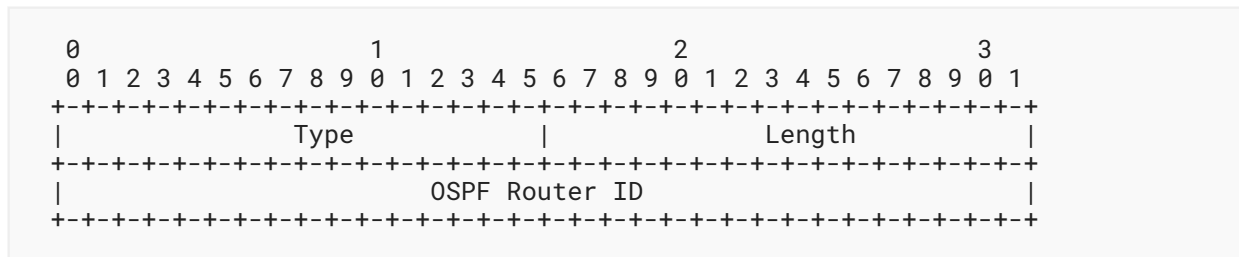 0                   1                   2                   3
 0 1 2 3 4 5 6 7 8 9 0 1 2 3 4 5 6 7 8 9 0 1 2 3 4 5 6 7 8 9 0 1
+-+-+-+-+-+-+-+-+-+-+-+-+-+-+-+-+-+-+-+-+-+-+-+-+-+-+-+-+-+-+-+-+
|               Type            |              Length           |
+-+-+-+-+-+-+-+-+-+-+-+-+-+-+-+-+-+-+-+-+-+-+-+-+-+-+-+-+-+-+-+-+
|                        OSPF Router ID                         |
+-+-+-+-+-+-+-+-+-+-+-+-+-+-+-+-+-+-+-+-+-+-+-+-+-+-+-+-+-+-+-+-+